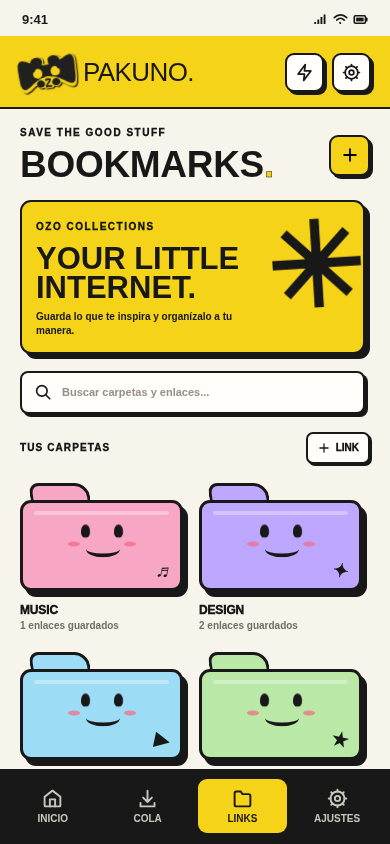 9:41
OZO
PAKUNO.
SAVE THE GOOD STUFF
BOOKMARKS.
OZO COLLECTIONS
YOUR LITTLE
INTERNET.
Guarda lo que te inspira y organízalo a tu
manera.
Buscar carpetas y enlaces...
TUS CARPETAS
+ LINK
MUSIC
1 enlaces guardados
DESIGN
2 enlaces guardados
INICIO
COLA
LINKS
AJUSTES